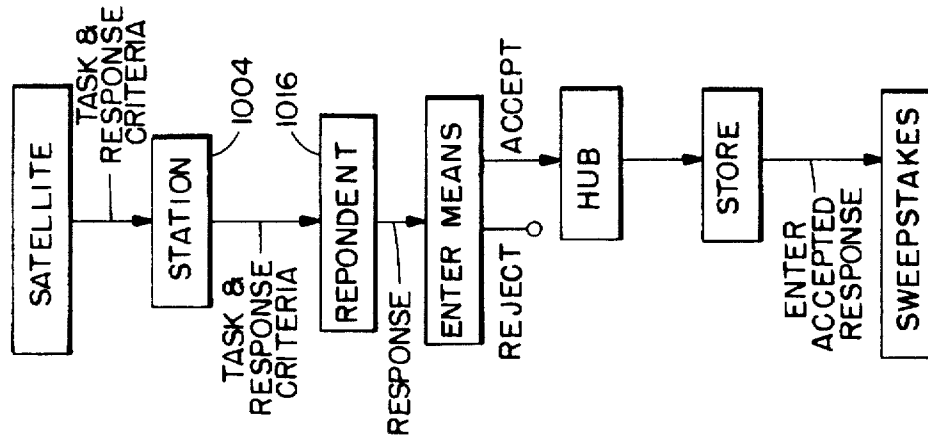 SATELLITE
TASK &
RESPONSE
CRITERIA
STATION
1004
TASK &
RESPONSE
CRITERIA
1016
REPONDENT
RESPONSE
ENTER MEANS
REJECT
ACCEPT
HUB
STORE
ENTER
ACCEPTED
RESPONSE
SWEEPSTAKES